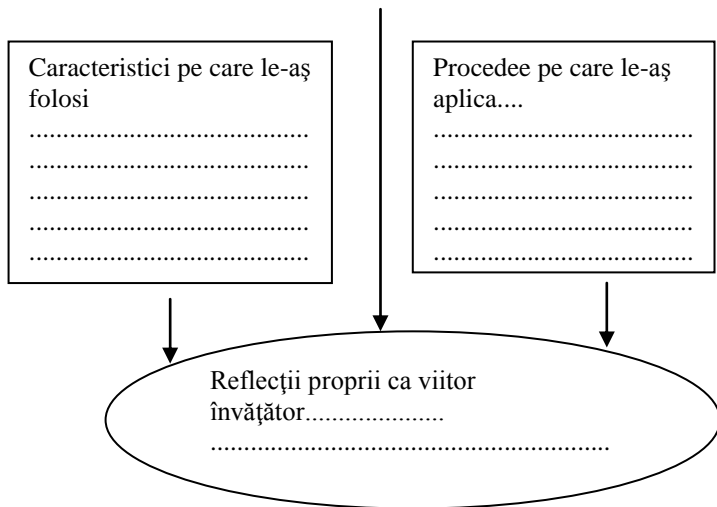 Caracteristici pe care le-aş
folosi
..........................................
..........................................
..........................................
..........................................
..........................................
Procedee pe care le-aş
aplica....
.......................................
.......................................
.......................................
.......................................
.......................................
Reflecţii proprii ca viitor
învăţător.....................
............................................................